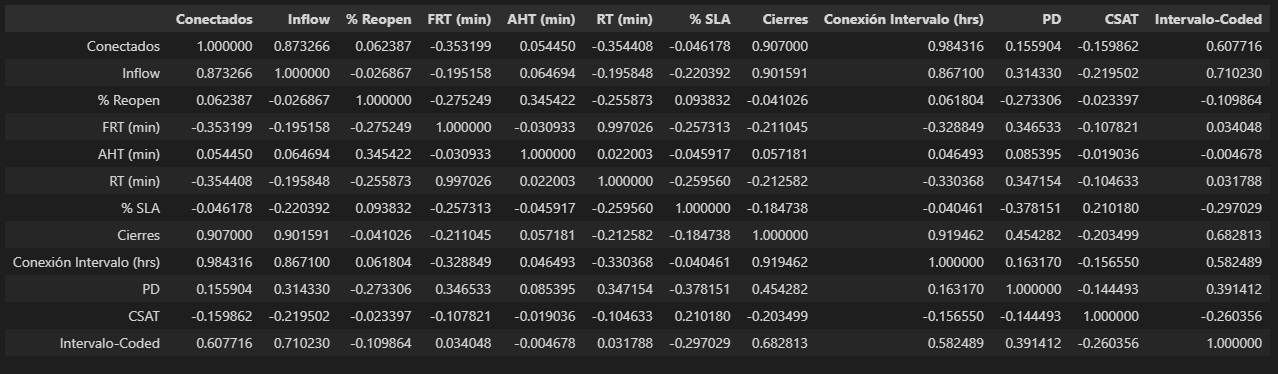 Conectados Inflow % Reopen FRT (min) AHT (min) RT (min) % SLA Cierres Conexión Intervalo (hrs) PD CSAT Intervalo-Coded
Conectados 1.000000 0.873266 0.062387 -0.353199 0.054450 -0.354408 -0.046178 0.907000 0.984316 0.155904 -0.159862 0.607716
Inflow 0.873266 1.000000 -0.026867 -0.195158 0.064694 -0.195848 -0.220392 0.901591 0.867100 0.314330 -0.219502 0.710230
% Reopen 0.062387 -0.026867 1.000000 -0.275249 0.345422 -0.255873 0.093832 -0.041026 0.061804 -0.273306 -0.023397 -0.109864
FRT (min) -0.353199 -0.195158 -0.275249 1.000000 -0.030933 0.997026 -0.257313 -0.211045 -0.328849 0.346533 -0.107821 0.034048
AHT (min) 0.054450 0.064694 0.345422 -0.030933 1.000000 0.022003 -0.045917 0.057181 0.046493 0.085395 -0.019036 -0.004678
RT (min) -0.354408 -0.195848 -0.255873 0.997026 0.022003 1.000000 -0.259560 -0.212582 -0.330368 0.347154 -0.104633 0.031788
% SLA -0.046178 -0.220392 0.093832 -0.257313 -0.045917 -0.259560 1.000000 -0.184738 -0.040461 -0.378151 0.210180 -0.297029
Cierres 0.907000 0.901591 -0.041026 -0.211045 0.057181 -0.212582 -0.184738 1.000000 0.919462 0.454282 -0.203499 0.682813
Conexión Intervalo (hrs) 0.984316 0.867100 0.061804 -0.328849 0.046493 -0.330368 -0.040461 0.919462 1.000000 0.163170 -0.156550 0.582489
PD 0.155904 0.314330 -0.273306 0.346533 0.085395 0.347154 -0.378151 0.454282 0.163170 1.000000 -0.144493 0.391412
CSAT -0.159862 -0.219502 -0.023397 -0.107821 -0.019036 -0.104633 0.210180 -0.203499 -0.156550 -0.144493 1.000000 -0.260356
Intervalo-Coded 0.607716 0.710230 -0.109864 0.034048 -0.004678 0.031788 -0.297029 0.682813 0.582489 0.391412 -0.260356 1.000000